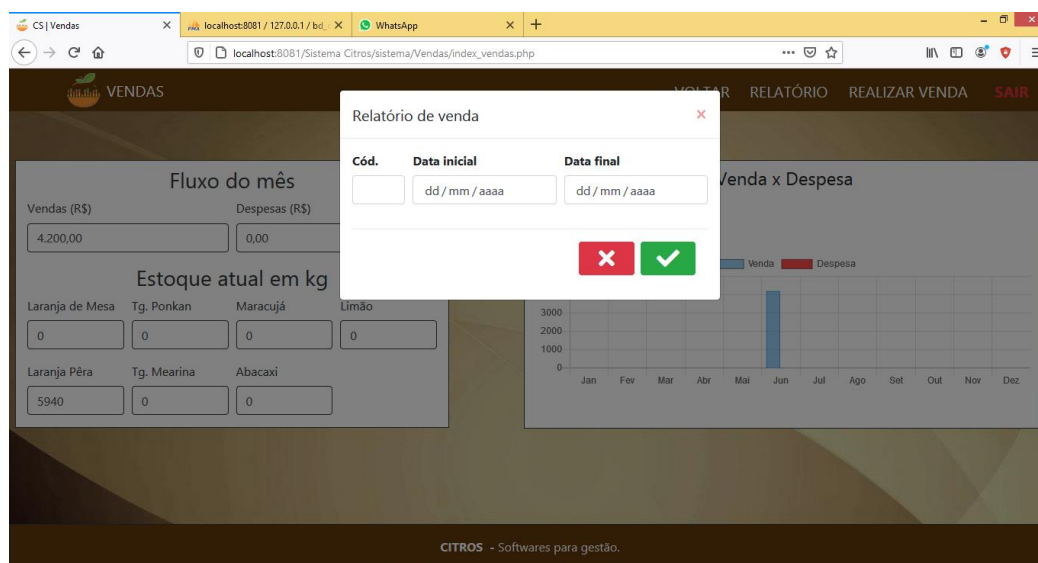 CS | Vendas
localhost:8081 / 127.0.0.1 / bd_
WhatsApp
localhost:8081/Sistema Citros/sistema/Vendas/index_vendas.php
VENDAS
VOLTAR RELATÓRIO REALIZAR VENDA SAIR
Relatório de venda
Cód. Data inicial Data final
dd / mm / aaaa dd / mm / aaaa
Fluxo do mês
Vendas (R$) Despesas (R$)
4.200,00 0,00
Estoque atual em kg
Laranja de Mesa Tg. Ponkan Maracujá Limão
0 0 0 0
Laranja Pêra Tg. Mearina Abacaxi
5940 0 0
Venda x Despesa
Venda Despesa
3000
2000
1000
0
Jan Fev Mar Abr Mai Jun Jul Ago Set Out Nov Dez
CITROS - Softwares para gestão.